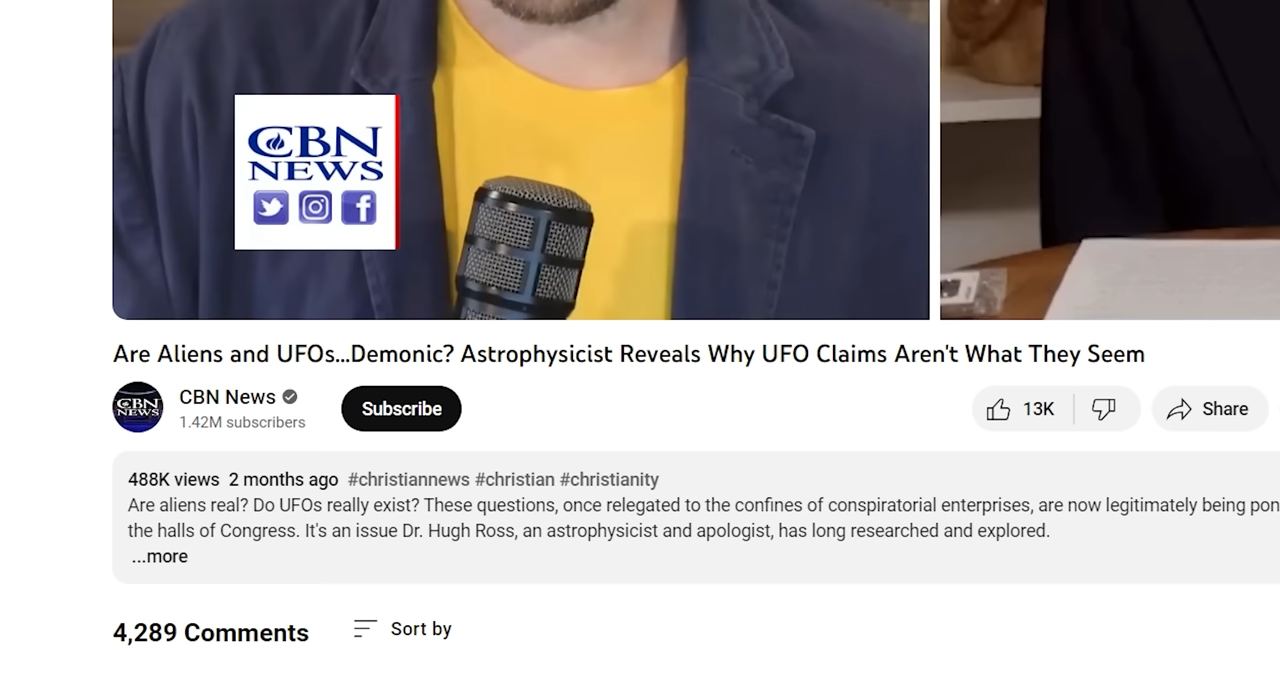 CBN
NEWS
Are Aliens and UFOs...Demonic? Astrophysicist Reveals Why UFO Claims Aren't What They Seem
CBN NEWS
CBN News
1.42M subscribers
Subscribe
13K
Share
488K views 2 months ago #christiannews #christian #christianity
Are aliens real? Do UFOs really exist? These questions, once relegated to the confines of conspiratorial enterprises, are now legitimately being pon
the halls of Congress. It's an issue Dr. Hugh Ross, an astrophysicist and apologist, has long researched and explored.
...more
4,289 Comments
Sort by